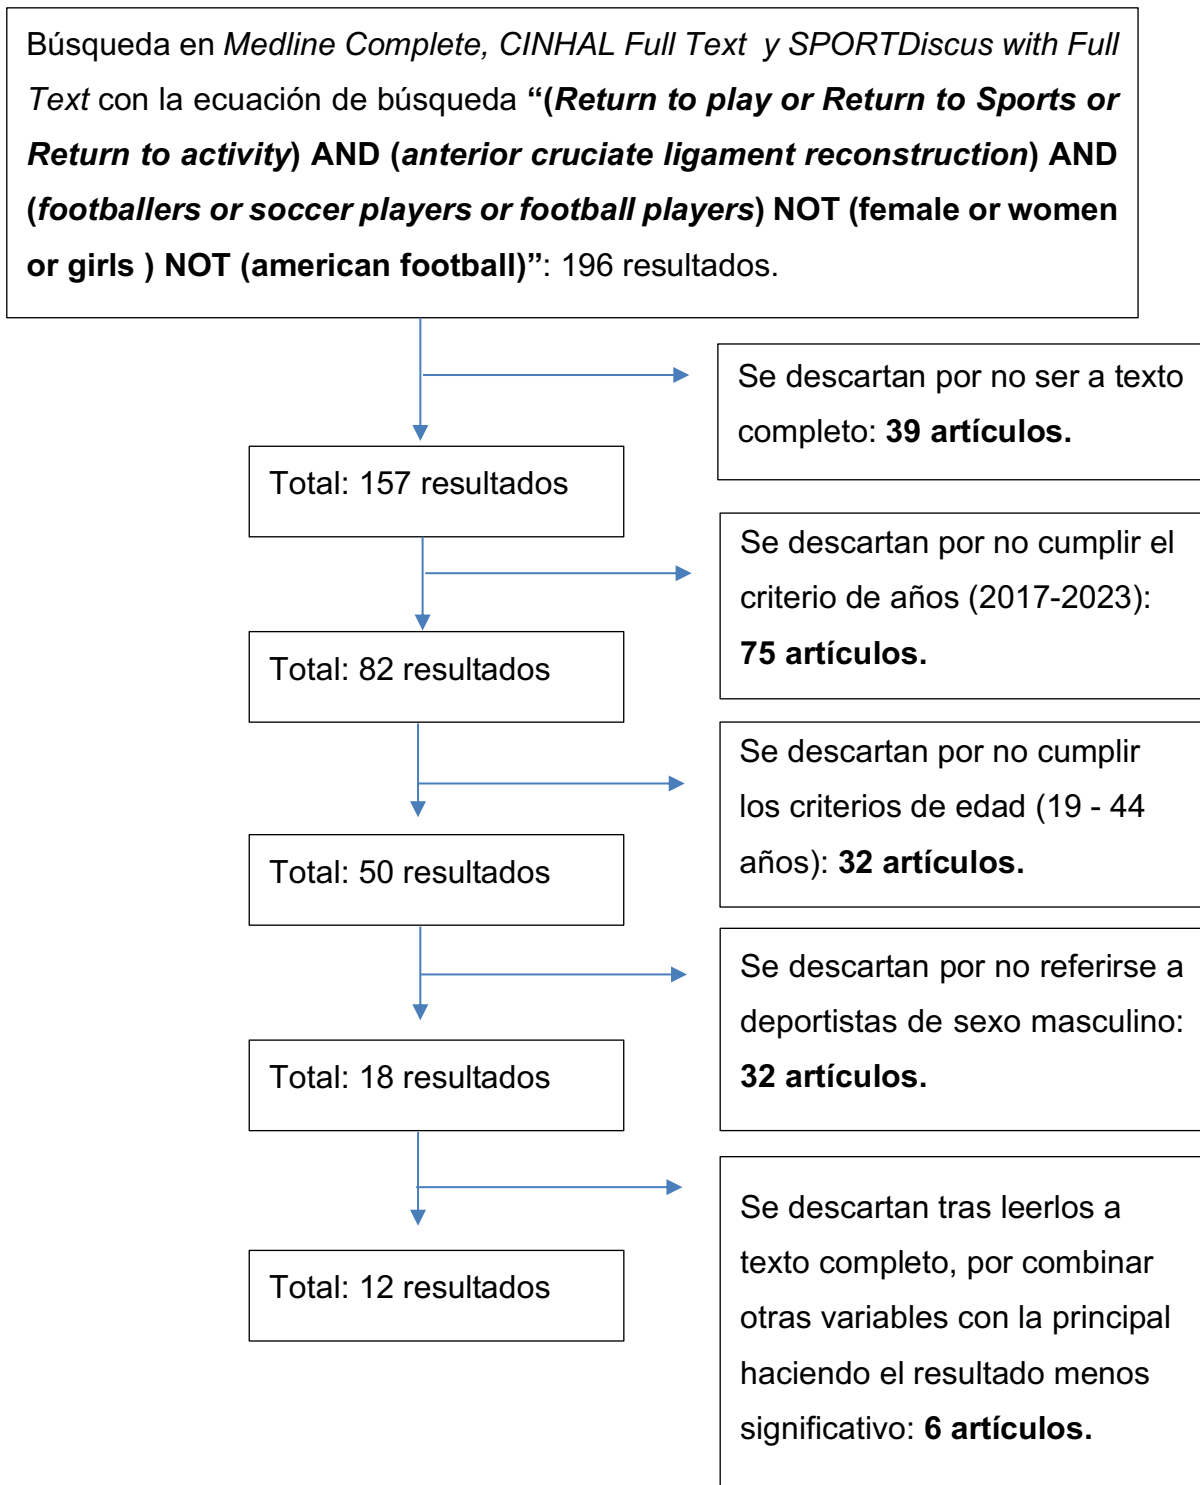 Búsqueda en Medline Complete, CINHAL Full Text y SPORTDiscus with Full
Text con la ecuación de búsqueda “(Return to play or Return to Sports or
Return to activity) AND (anterior cruciate ligament reconstruction) AND
(footballers or soccer players or football players) NOT (female or women
or girls ) NOT (american football)”: 196 resultados.
Se descartan por no ser a texto
completo: 39 artículos.
Total: 157 resultados
Se descartan por no cumplir el
criterio de años (2017-2023):
75 artículos.
Total: 82 resultados
Se descartan por no cumplir
los criterios de edad (19 - 44
años): 32 artículos.
Total: 50 resultados
Se descartan por no referirse a
deportistas de sexo masculino:
32 artículos.
Total: 18 resultados
Se descartan tras leerlos a
texto completo, por combinar
otras variables con la principal
haciendo el resultado menos
significativo: 6 artículos.
Total: 12 resultados